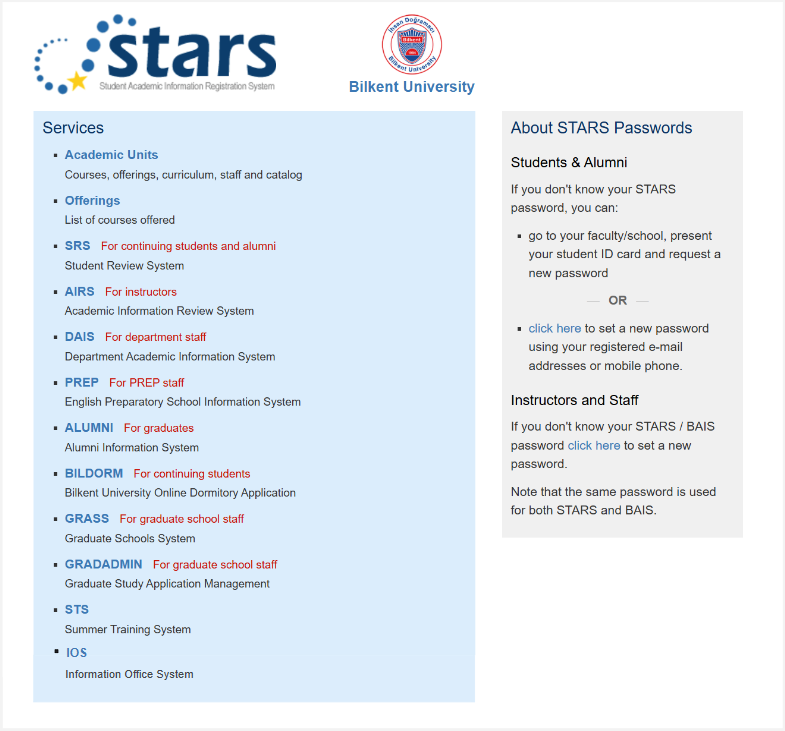 stars
Student Academic Information Registration System
İhsan Doğramacı
Bilkent
Bilkent University
Bilkent University
Services
Academic Units
Courses, offerings, curriculum, staff and catalog
Offerings
List of courses offered
SRS For continuing students and alumni
Student Review System
AIRS For instructors
Academic Information Review System
DAIS For department staff
Department Academic Information System
PREP For PREP staff
English Preparatory School Information System
ALUMNI For graduates
Alumni Information System
BILDORM For continuing students
Bilkent University Online Dormitory Application
GRASS For graduate school staff
Graduate Schools System
GRADADMIN For graduate school staff
Graduate Study Application Management
STS
Summer Training System
IOS
Information Office System
About STARS Passwords
Students & Alumni
If you don't know your STARS
password, you can:
go to your faculty/school, present
your student ID card and request a
new password
OR
click here to set a new password
using your registered e-mail
addresses or mobile phone.
Instructors and Staff
If you don't know your STARS / BAIS
password click here to set a new
password.
Note that the same password is used
for both STARS and BAIS.